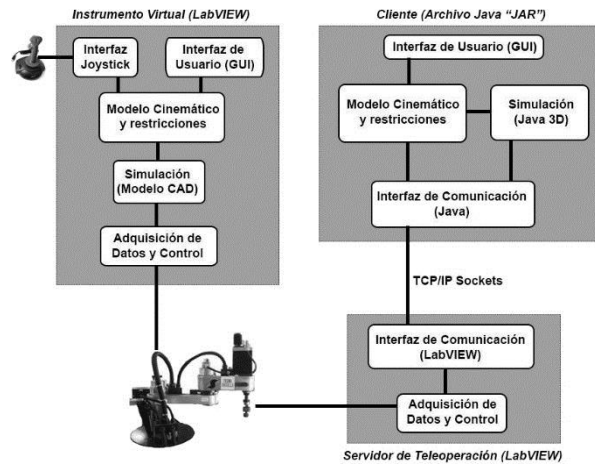 Instrumento Virtual (LabVIEW)
Interfaz
Joystick
Interfaz de
Usuario (GUI)
Modelo Cinemático
y restricciones
Simulación
(Modelo CAD)
Adquisición de
Datos y Control
Cliente (Archivo Java “JAR”)
Interfaz de Usuario (GUI)
Modelo Cinemático
y restricciones
Simulación
(Java 3D)
Interfaz de Comunicación
(Java)
TCP/IP Sockets
Interfaz de Comunicación
(LabVIEW)
Adquisición de
Datos y Control
Servidor de Teleoperación (LabVIEW)